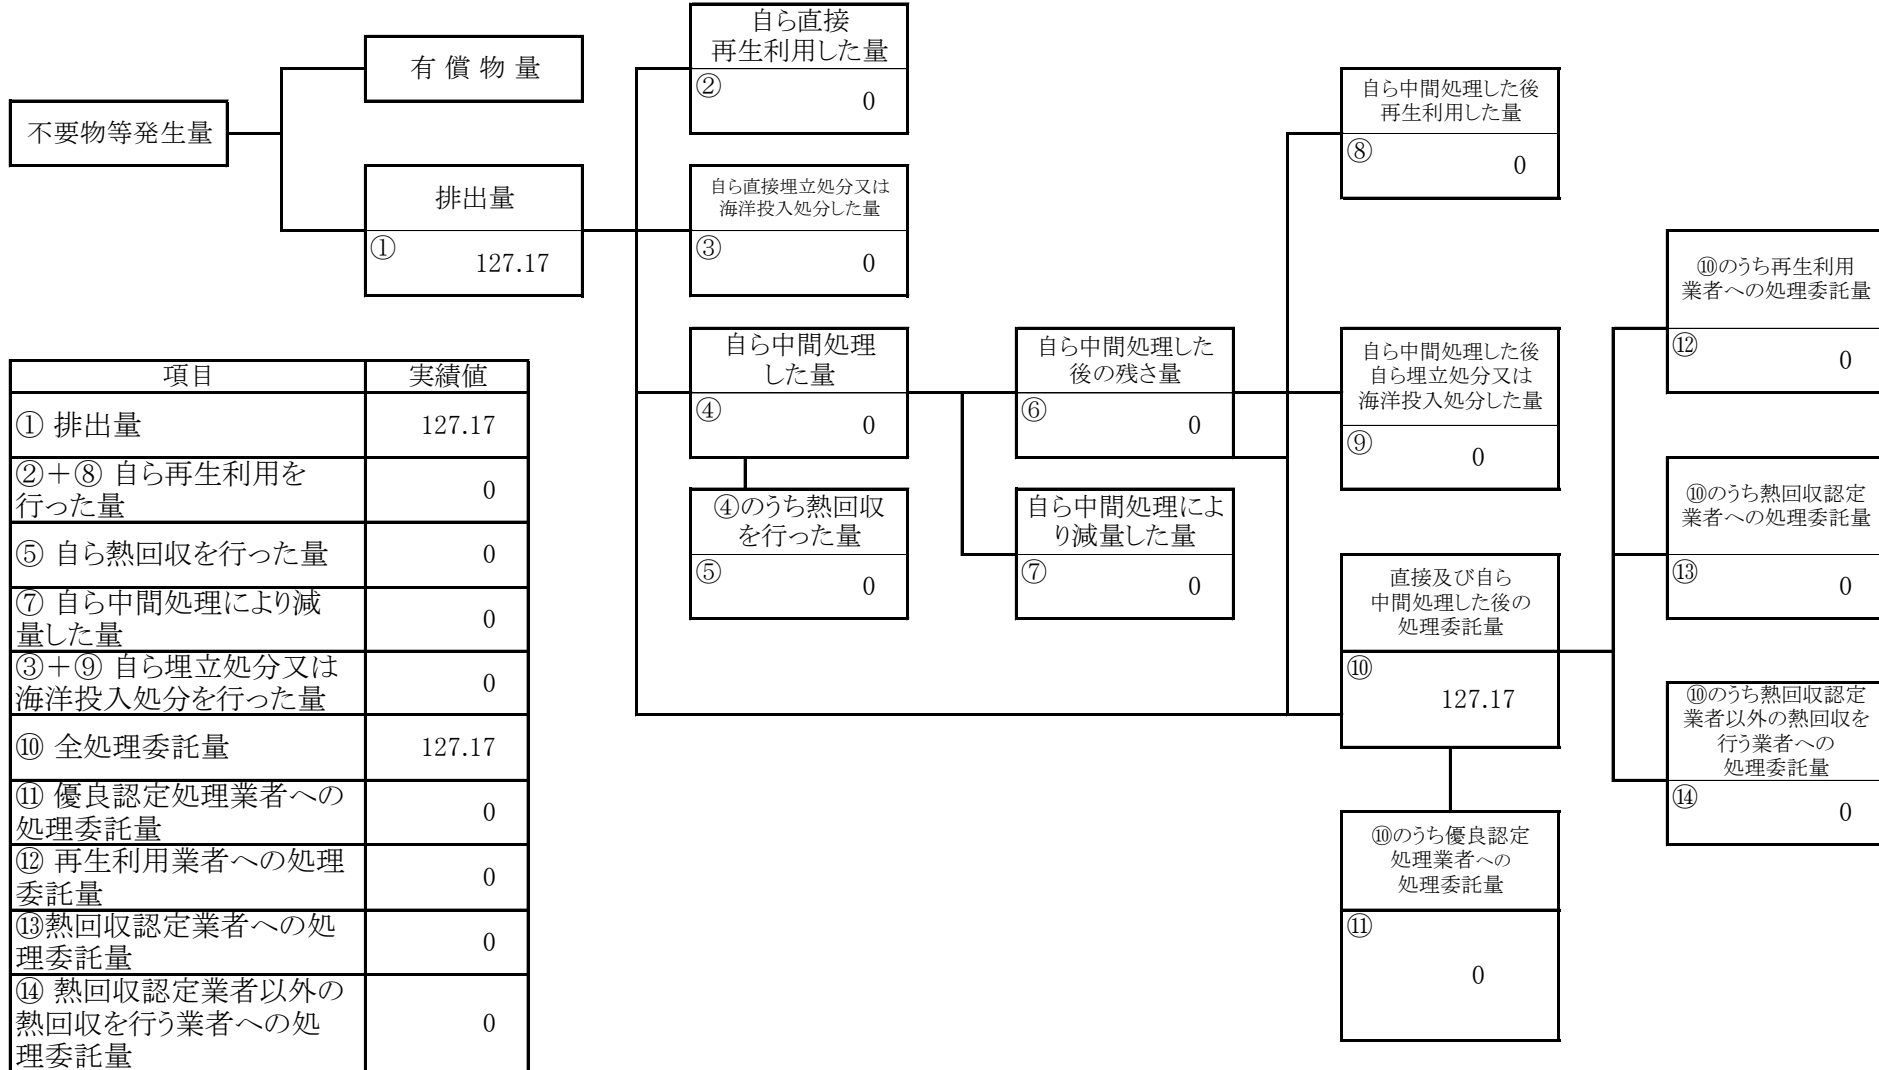 不要物等発生量
有償物量
排出量
①
127.17
自ら直接
再生利用した量
②
0
自ら直接埋立処分又は
海洋投入処分した量
③
0
自ら中間処理
した量
④
0
④のうち熱回収
を行った量
⑤
0
自ら中間処理した
後の残さ量
⑥
0
自ら中間処理によ
り減量した量
⑦
0
自ら中間処理した後
再生利用した量
⑧
0
自ら中間処理した後
自ら埋立処分又は
海洋投入処分した量
⑨
0
直接及び自ら
中間処理した後の
処理委託量
⑩
127.17
⑩のうち優良認定
処理業者への
処理委託量
⑪
0
⑩のうち再生利用
業者への処理委託量
⑫
0
⑩のうち熱回収認定
業者への処理委託量
⑬
0
⑩のうち熱回収認定
業者以外の熱回収を
行う業者への
処理委託量
⑭
0
項目 実績値
① 排出量 127.17
②+⑧ 自ら再生利用を
行った量 0
⑤ 自ら熱回収を行った量 0
⑦ 自ら中間処理により減
量した量 0
③+⑨ 自ら埋立処分又は
海洋投入処分を行った量 0
⑩ 全処理委託量 127.17
⑪ 優良認定処理業者への
処理委託量 0
⑫ 再生利用業者への処理
委託量 0
⑬熱回収認定業者への処
理委託量 0
⑭ 熱回収認定業者以外の
熱回収を行う業者への処
理委託量 0